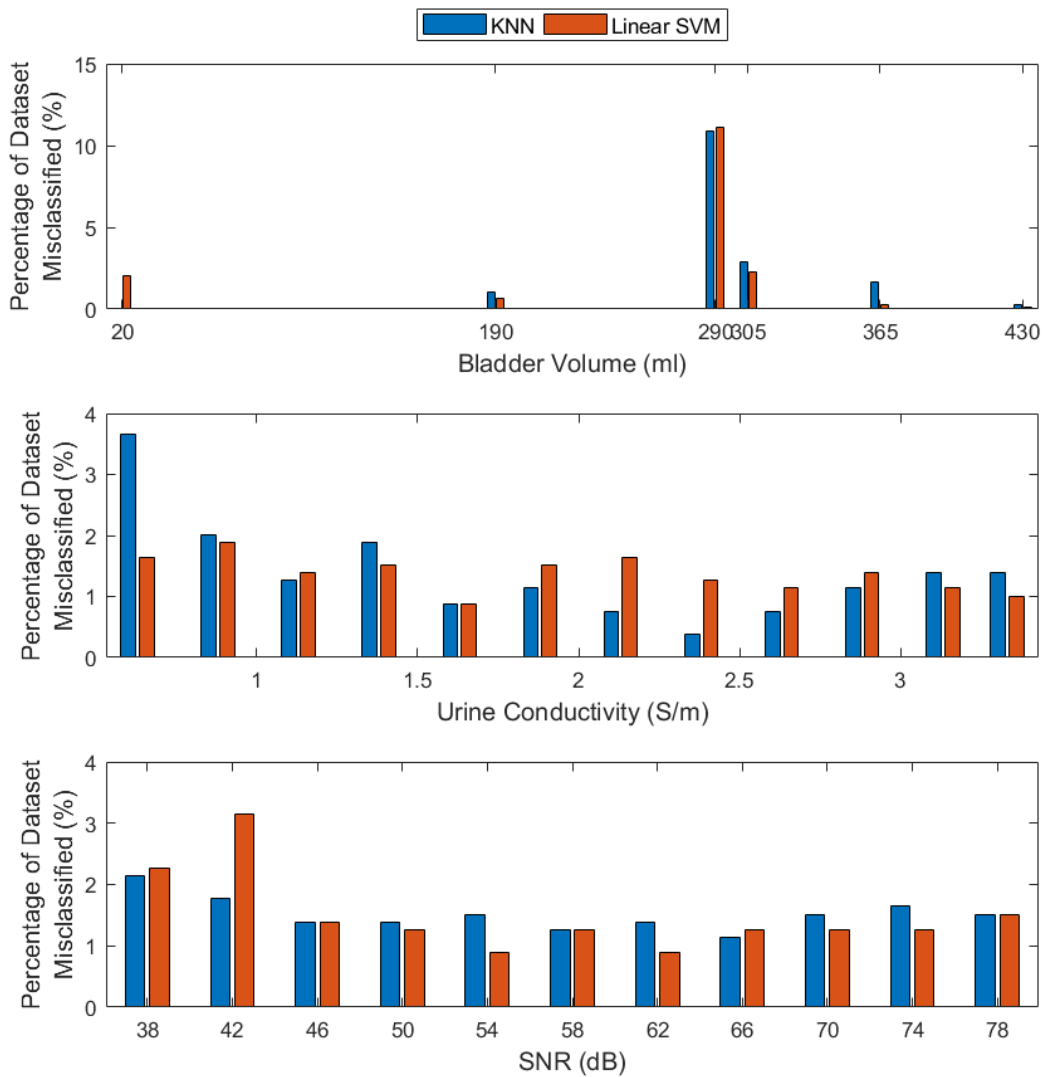 KNN Linear SVM
Percentage of Dataset
Misclassified (%)
15
10
5
0
20 190 290 305 365 430
Bladder Volume (ml)
Percentage of Dataset
Misclassified (%)
4
3
2
1
0
1 1.5 2 2.5 3
Urine Conductivity (S/m)
Percentage of Dataset
Misclassified (%)
4
3
2
1
0
38 42 46 50 54 58 62 66 70 74 78
SNR (dB)